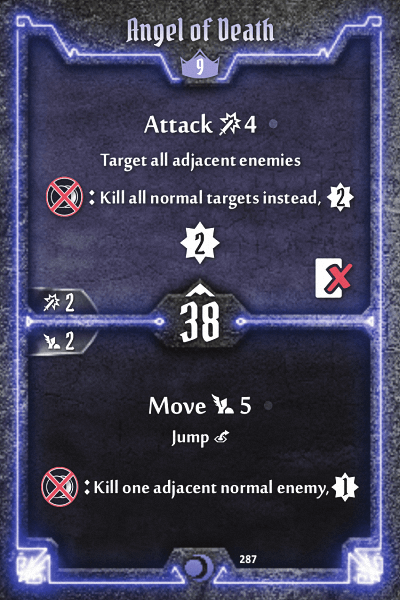 Angel of Death
9
Attack 4
Target all adjacent enemies
: Kill all normal targets instead, 2
2
2
38
2
Move 5
Jump
: Kill one adjacent normal enemy, 1
287